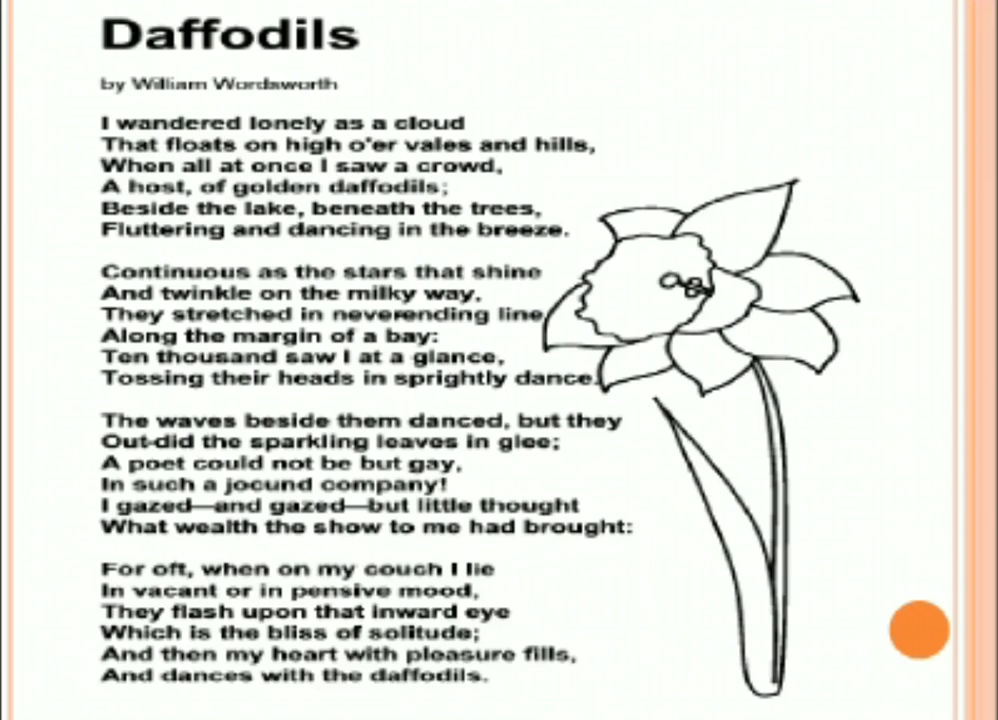 Daffodils
by William Wordsworth
I wandered lonely as a cloud
That floats on high o'er vales and hills,
When all at once I saw a crowd,
A host, of golden daffodils;
Beside the lake, beneath the trees,
Fluttering and dancing in the breeze.
Continuous as the stars that shine
And twinkle on the milky way,
They stretched in never-ending line
Along the margin of a bay:
Ten thousand saw I at a glance,
Tossing their heads in sprightly dance.
The waves beside them danced, but they
Out-did the sparkling leaves in glee;
A poet could not be but gay,
In such a jocund company!
I gazed—and gazed—but little thought
What wealth the show to me had brought:
For oft, when on my couch I lie
In vacant or in pensive mood,
They flash upon that inward eye
Which is the bliss of solitude;
And then my heart with pleasure fills,
And dances with the daffodils.